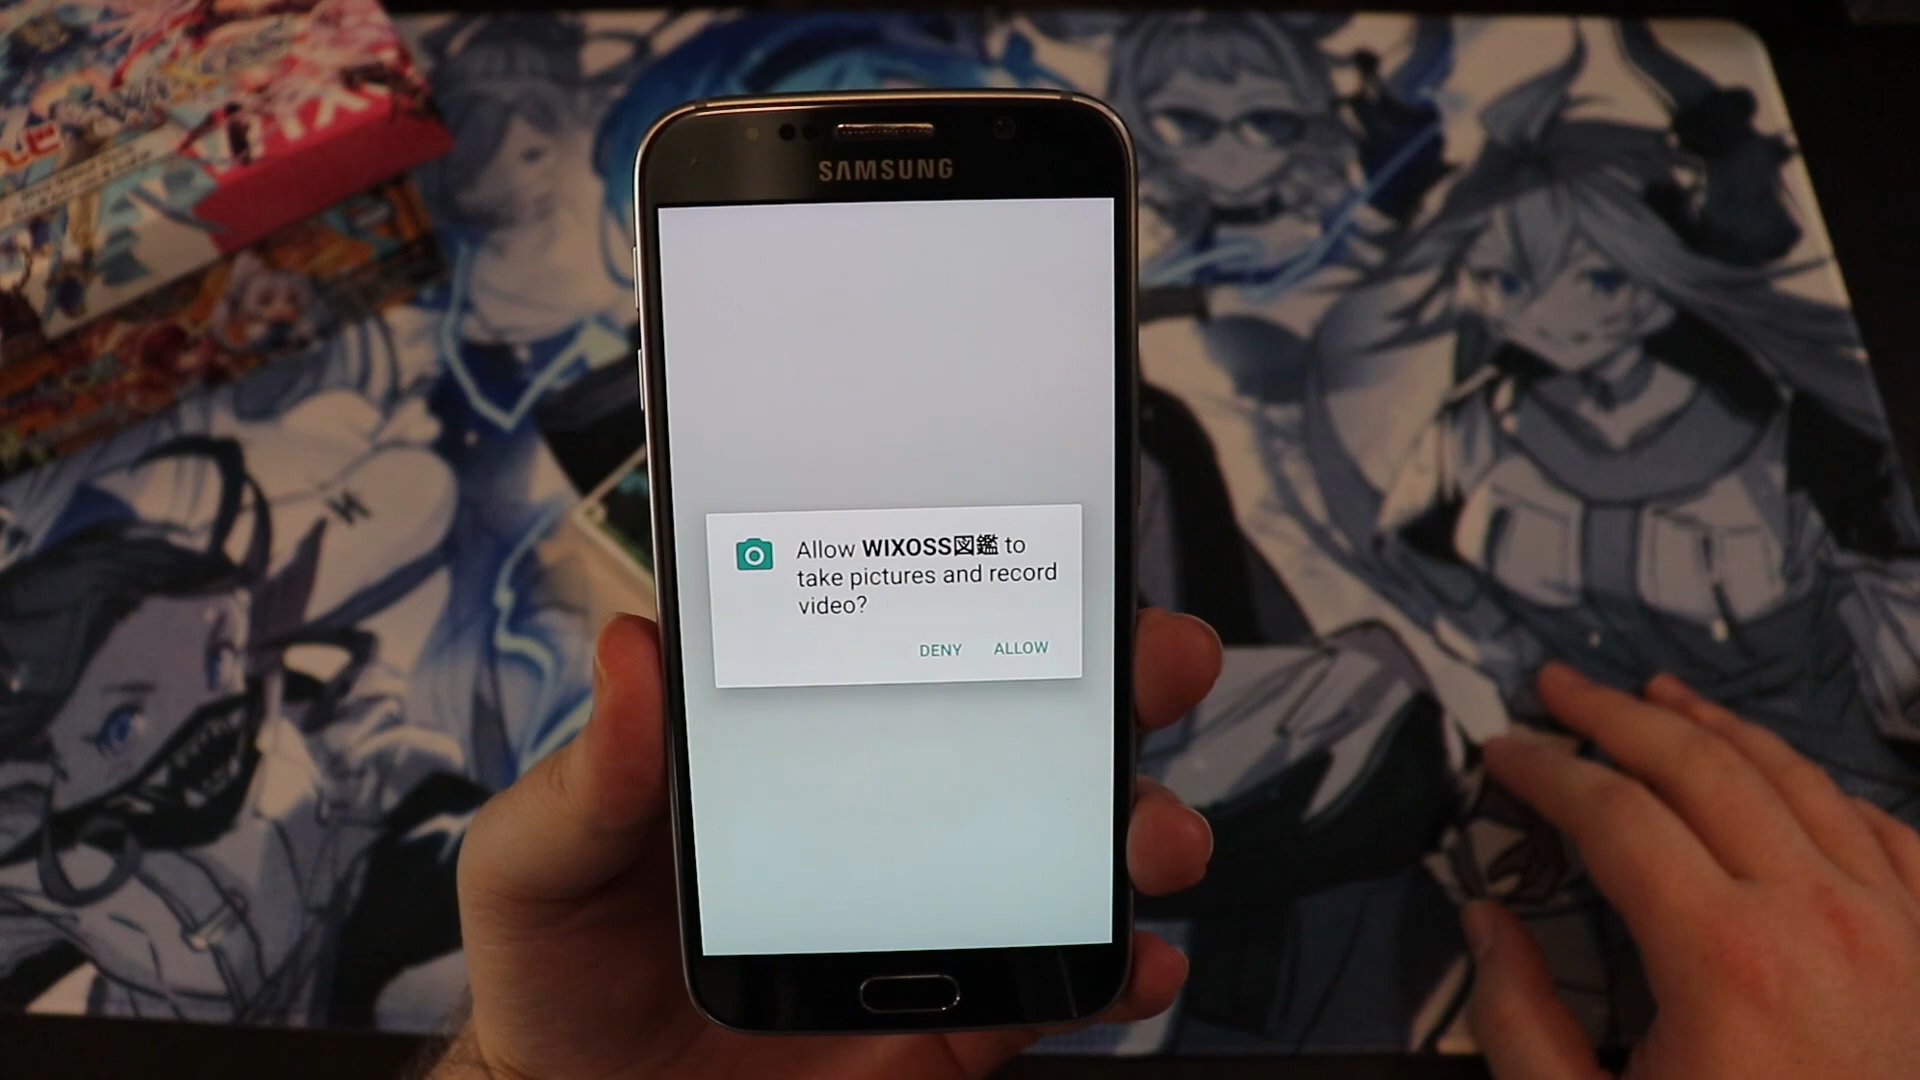 SAMSUNG
Allow WIXOSS図鑑 to
take pictures and record
video?
DENY ALLOW